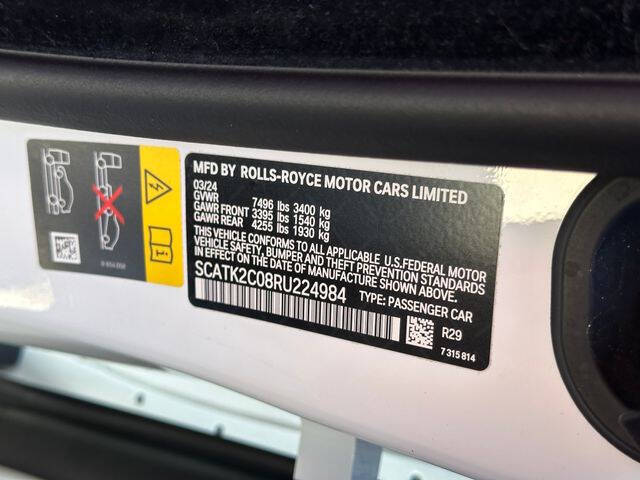 MFD BY ROLLS-ROYCE MOTOR CARS LIMITED
03/24
GVWR 7496 lbs 3400 kg
GAWR FRONT 3395 lbs 1540 kg
GAWR REAR 4255 lbs 1930 kg
THIS VEHICLE CONFORMS TO ALL APPLICABLE U.S. FEDERAL MOTOR
VEHICLE SAFETY, BUMPER, AND THEFT PREVENTION STANDARDS
IN EFFECT ON THE DATE OF MANUFACTURE SHOWN ABOVE.
SCATK2C08RU224984 TYPE: PASSENGER CAR
R29
7 315 814